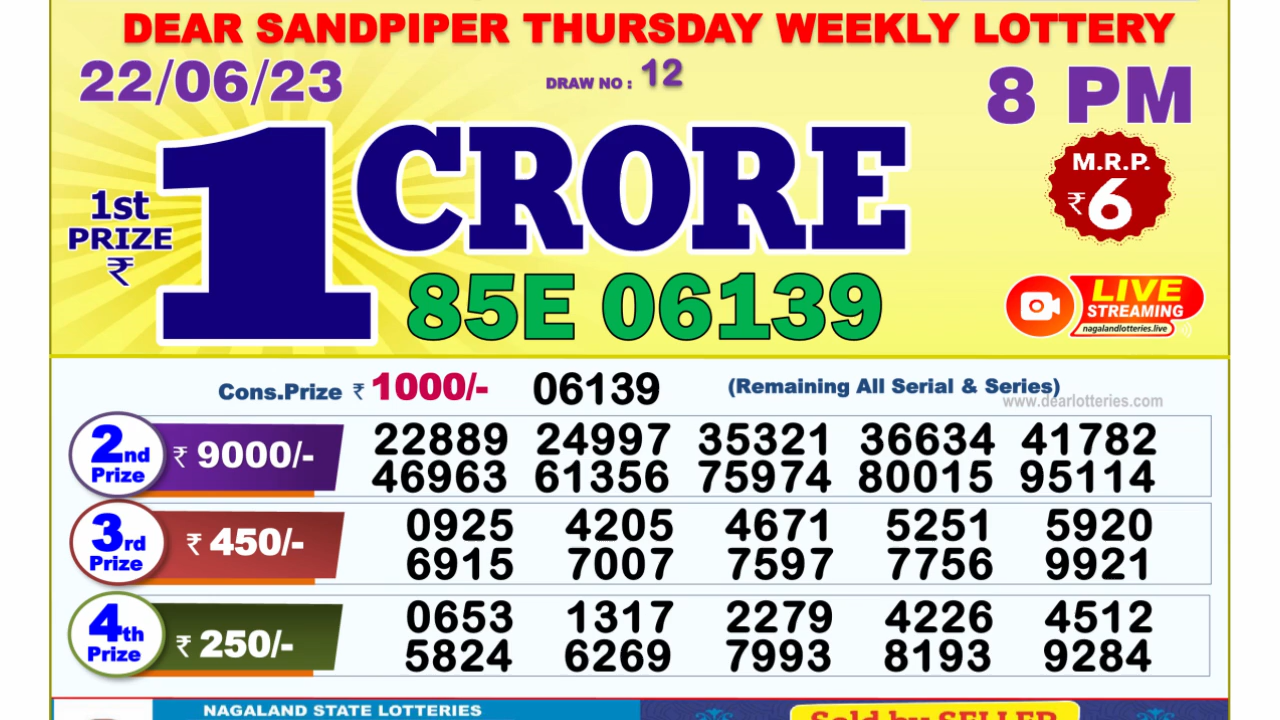 DEAR SANDPIPER THURSDAY WEEKLY LOTTERY
22/06/23
DRAW NO : 12
8 PM
1st
PRIZE
₹
1 CRORE
M.R.P.
₹ 6
85E 06139
LIVE
STREAMING
nagalandlotteries.live
Cons.Prize ₹ 1000/- 06139 (Remaining All Serial & Series)
www.dearlotteries.com
2nd
Prize
₹ 9000/-
22889 24997 35321 36634 41782
46963 61356 75974 80015 95114
3rd
Prize
₹ 450/-
0925 4205 4671 5251 5920
6915 7007 7597 7756 9921
4th
Prize
₹ 250/-
0653 1317 2279 4226 4512
5824 6269 7993 8193 9284
NAGALAND STATE LOTTERIES
Sold by SELLER